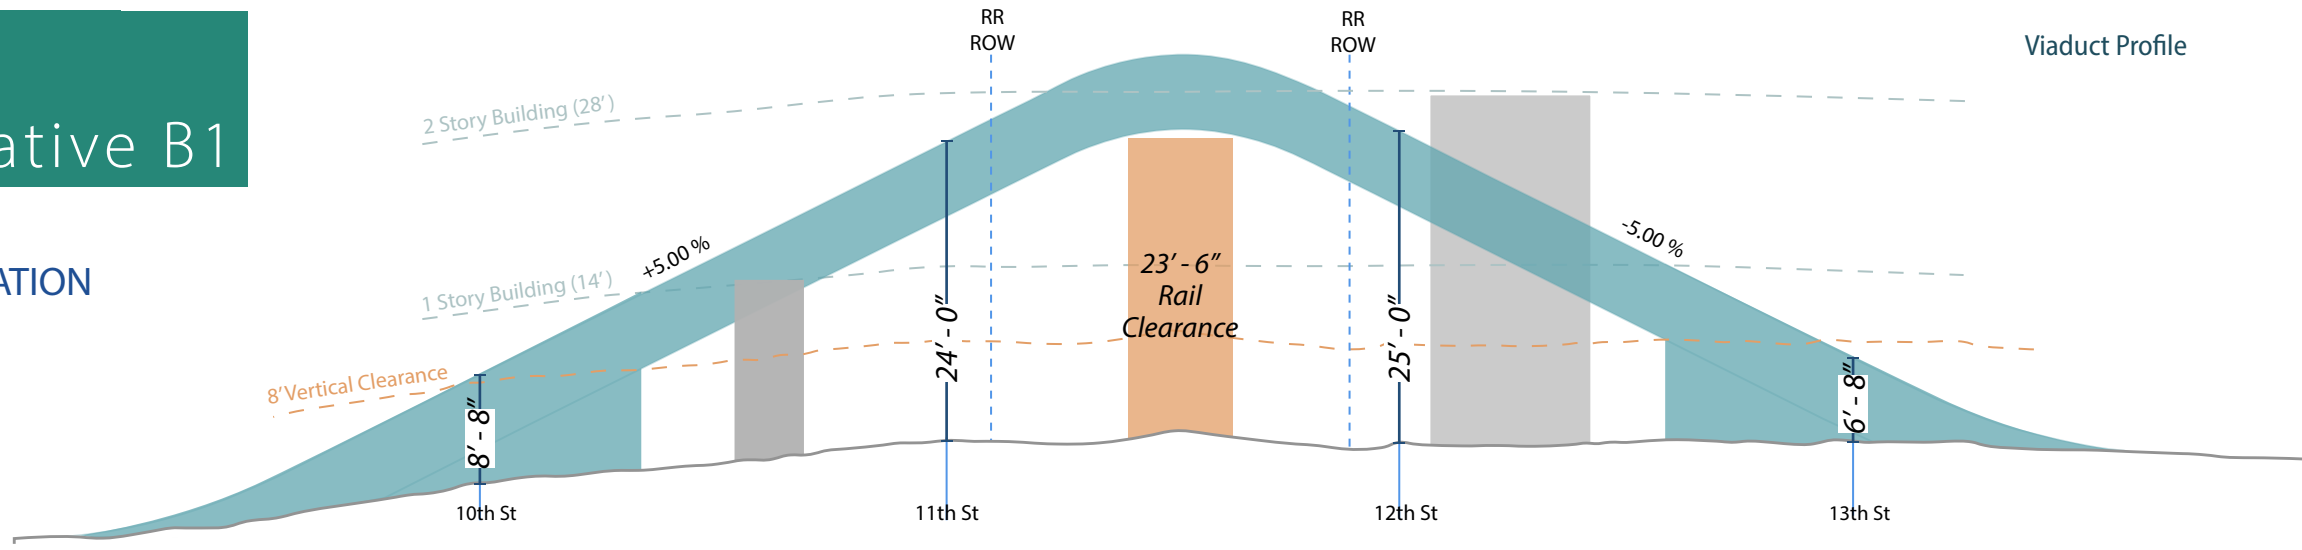 RR
ROW
RR
ROW
Viaduct Profile
ative B1
2 Story Building (28')
+5.00 %
-5.00 %
ATION
1 Story Building (14')
23' - 6"
Rail
Clearance
24' - 0"
25' - 0"
8' Vertical Clearance
8' - 8"
6' - 8"
10th St
11th St
12th St
13th St